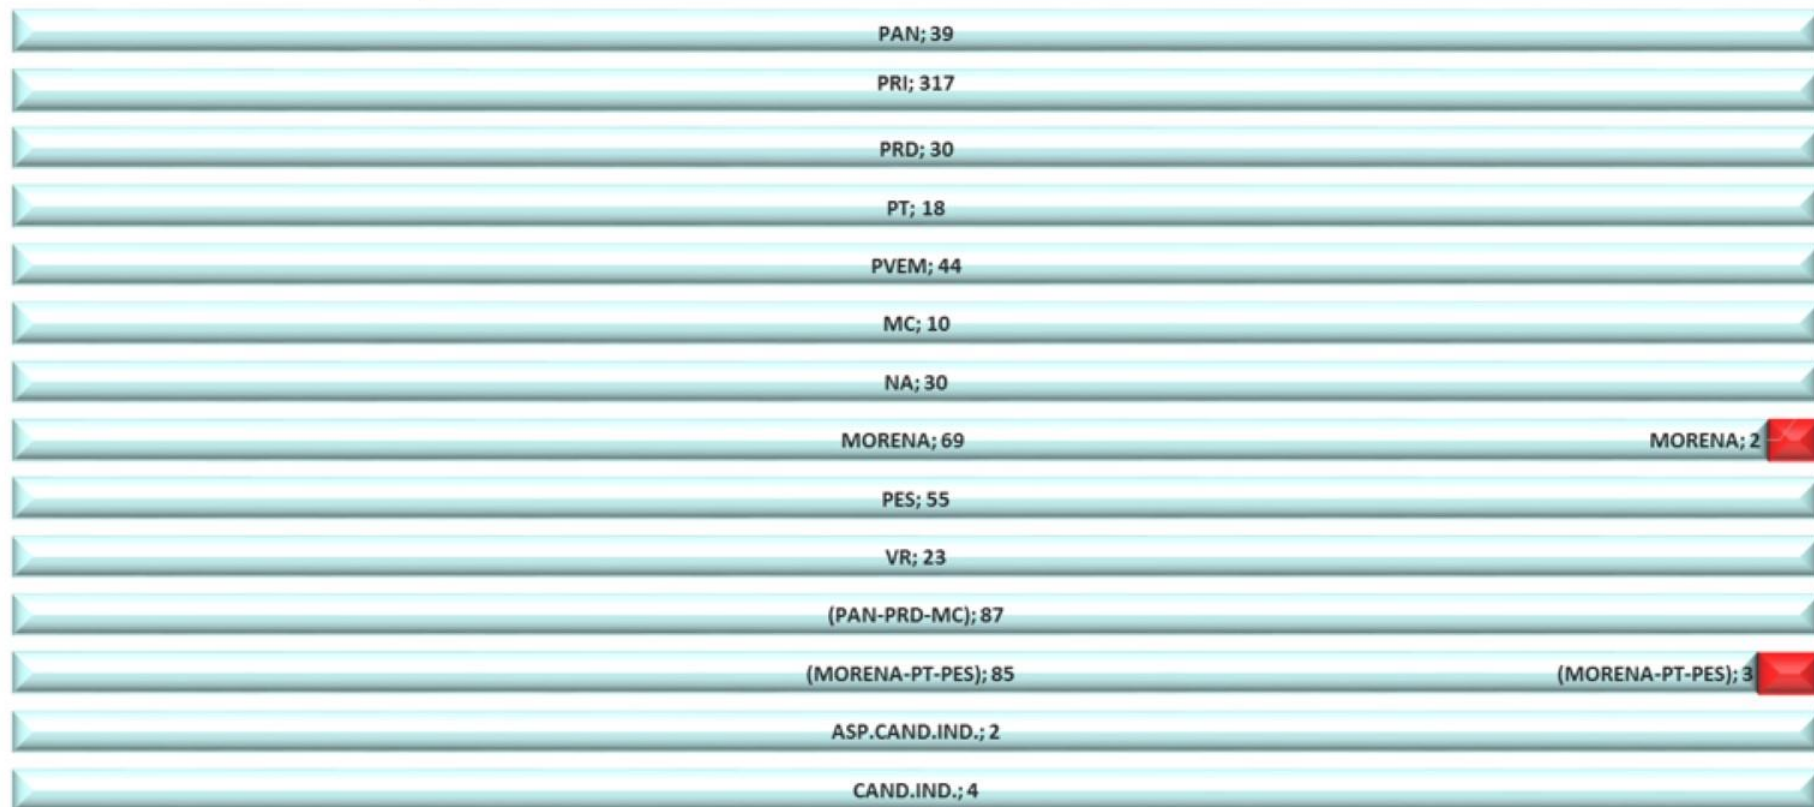 PAN; 39
PRI; 317
PRD; 30
PT; 18
PVEM; 44
MC; 10
NA; 30
MORENA; 69 MORENA; 2
PES; 55
VR; 23
(PAN-PRD-MC); 87
(MORENA-PT-PES); 85 (MORENA-PT-PES); 3
ASP.CAND.IND.; 2
CAND.IND.; 4